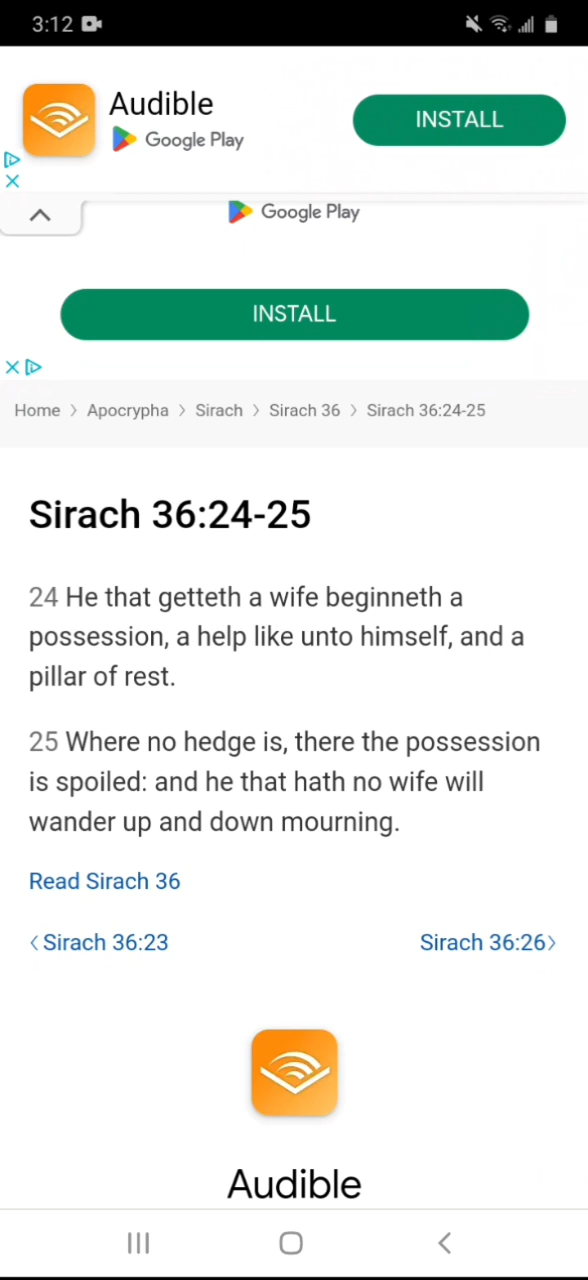 3:12
Audible
Google Play
INSTALL
Google Play
INSTALL
Home > Apocrypha > Sirach > Sirach 36 > Sirach 36:24-25
Sirach 36:24-25
24 He that getteth a wife beginneth a
possession, a help like unto himself, and a
pillar of rest.
25 Where no hedge is, there the possession
is spoiled: and he that hath no wife will
wander up and down mourning.
Read Sirach 36
‹ Sirach 36:23
Sirach 36:26 ›
Audible